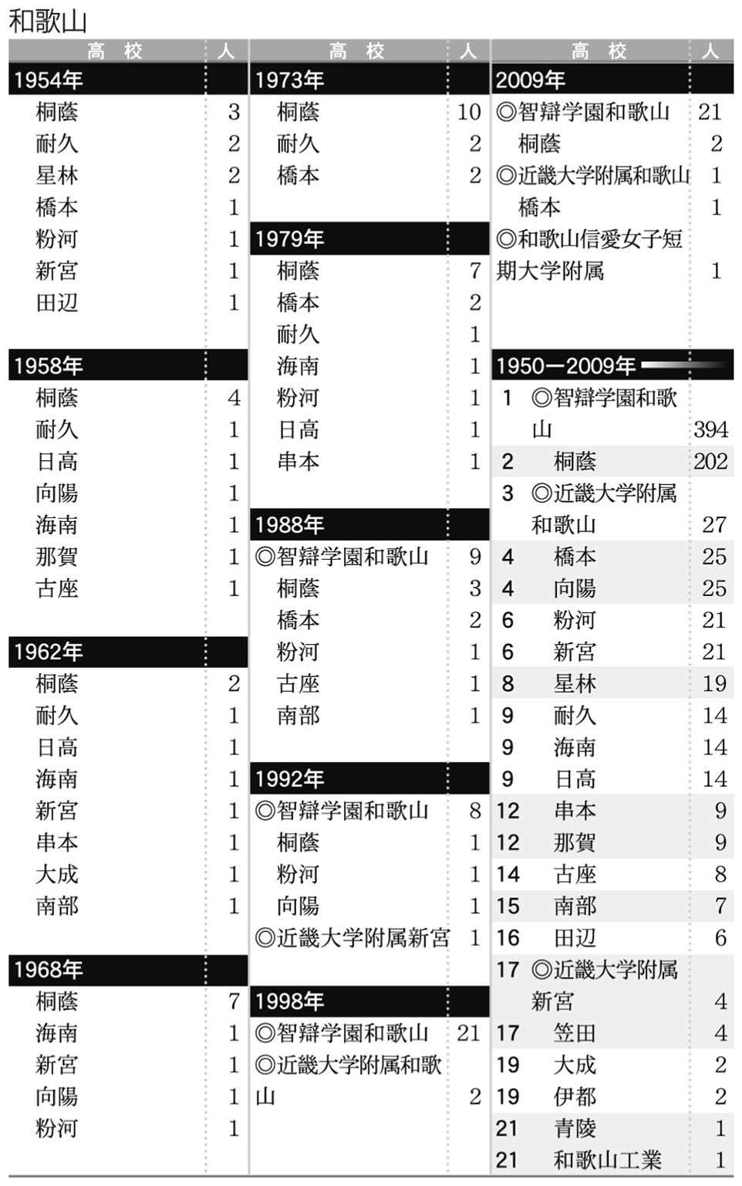 和歌山
高 校 人
1954年
桐蔭 3
耐久 2
星林 2
橋本 1
粉河 1
新宮 1
田辺 1
1958年
桐蔭 4
耐久 1
日高 1
向陽 1
海南 1
那賀 1
古座 1
1962年
桐蔭 2
耐久 1
日高 1
海南 1
新宮 1
串本 1
大成 1
南部 1
1968年
桐蔭 7
海南 1
新宮 1
向陽 1
粉河 1
高 校 人
1973年
桐蔭 10
耐久 2
橋本 2
1979年
桐蔭 7
橋本 2
耐久 1
海南 1
粉河 1
日高 1
串本 1
1988年
◎智辯学園和歌山 9
桐蔭 3
橋本 2
粉河 1
古座 1
南部 1
1992年
◎智辯学園和歌山 8
桐蔭 1
粉河 1
向陽 1
◎近畿大学附属新宮 1
1998年
◎智辯学園和歌山 21
◎近畿大学附属和歌
山 2
高 校 人
2009年
◎智辯学園和歌山 21
桐蔭 2
◎近畿大学附属和歌山 1
橋本 1
◎和歌山信愛女子短
期大学附属 1
1950ー2009年
1 ◎智辯学園和歌
山 394
2 桐蔭 202
3 ◎近畿大学附属
和歌山 27
4 橋本 25
4 向陽 25
6 粉河 21
6 新宮 21
8 星林 19
9 耐久 14
9 海南 14
9 日高 14
12 串本 9
12 那賀 9
14 古座 8
15 南部 7
16 田辺 6
17 ◎近畿大学附属
新宮 4
17 笠田 4
19 大成 2
19 伊都 2
21 青陵 1
21 和歌山工業 1